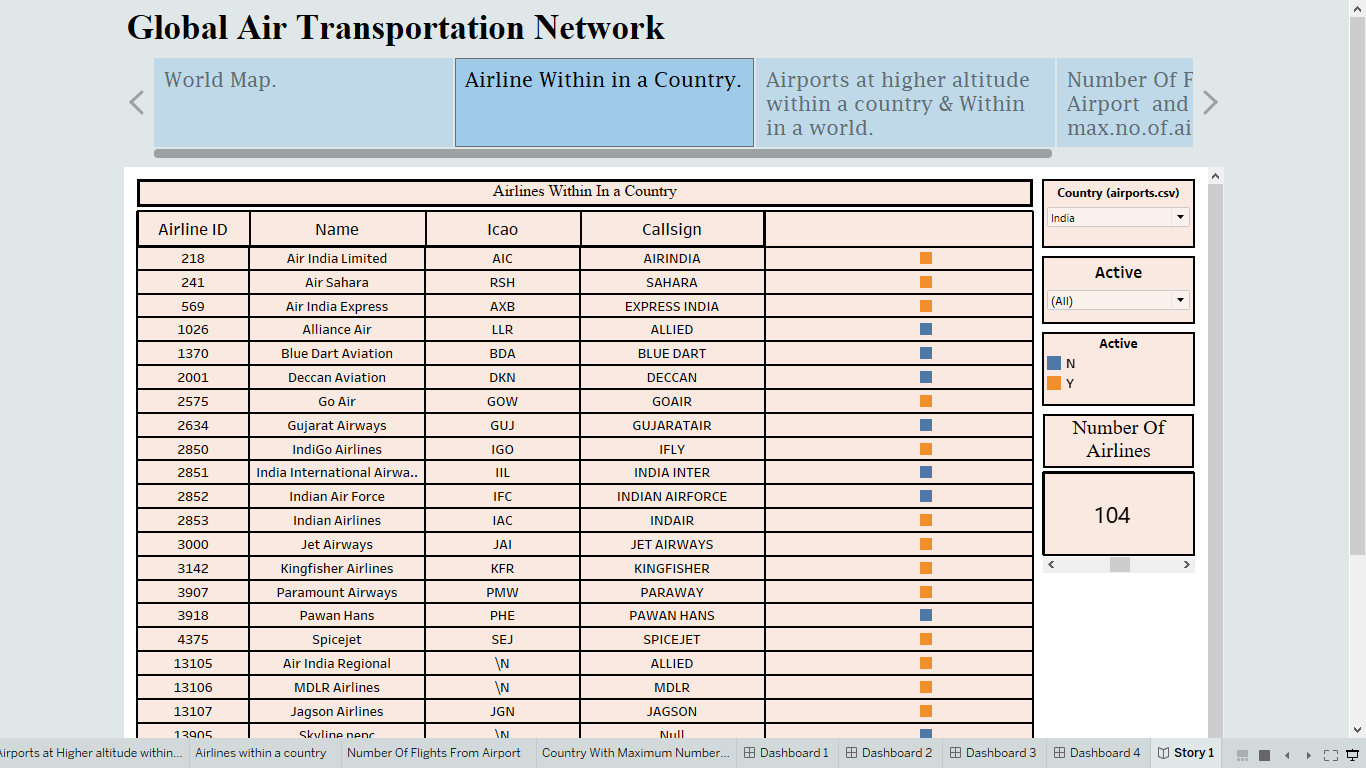 Global Air Transportation Network
World Map.
Airline Within in a Country.
Airports at higher altitude
within a country & Within
in a world.
Number Of F
Airport and
max.no.of.ai
Airlines Within In a Country
Airline ID Name Icao Callsign
218 Air India Limited AIC AIRINDIA
241 Air Sahara RSH SAHARA
569 Air India Express AXB EXPRESS INDIA
1026 Alliance Air LLR ALLIED
1370 Blue Dart Aviation BDA BLUE DART
2001 Deccan Aviation DKN DECCAN
2575 Go Air GOW GOAIR
2634 Gujarat Airways GUJ GUJARATAIR
2850 IndiGo Airlines IGO IFLY
2851 India International Airwa.. IIL INDIA INTER
2852 Indian Air Force IFC INDIAN AIRFORCE
2853 Indian Airlines IAC INDAIR
3000 Jet Airways JAI JET AIRWAYS
3142 Kingfisher Airlines KFR KINGFISHER
3907 Paramount Airways PMW PARAWAY
3918 Pawan Hans PHE PAWAN HANS
4375 Spicejet SEJ SPICEJET
13105 Air India Regional \N ALLIED
13106 MDLR Airlines \N MDLR
13107 Jagson Airlines JGN JAGSON
13905 Skyline nepc \N Null
Country (airports.csv)
India
Active
(All)
Active
N
Y
Number Of
Airlines
104
Airports at Higher altitude within... Airlines within a country Number Of Flights From Airport Country With Maximum Number... Dashboard 1 Dashboard 2 Dashboard 3 Dashboard 4 Story 1